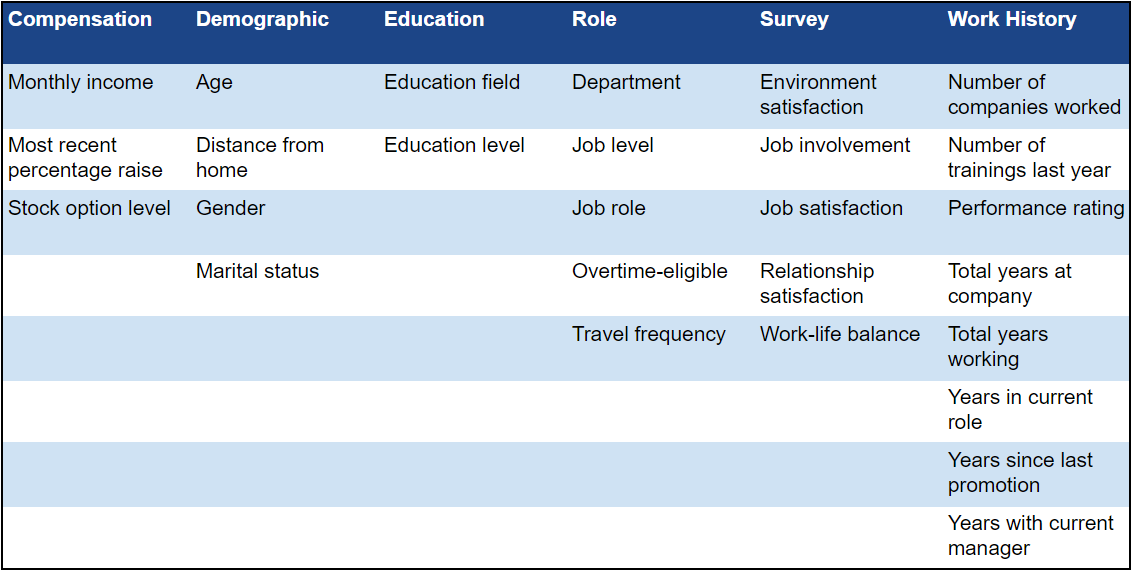 Compensation Demographic Education Role Survey Work History
Monthly income Age Education field Department Environment satisfaction Number of companies worked
Most recent percentage raise Distance from home Education level Job level Job involvement Number of trainings last year
Stock option level Gender Job role Job satisfaction Performance rating
Marital status Overtime-eligible Relationship satisfaction Total years at company
Travel frequency Work-life balance Total years working
Years in current role
Years since last promotion
Years with current manager